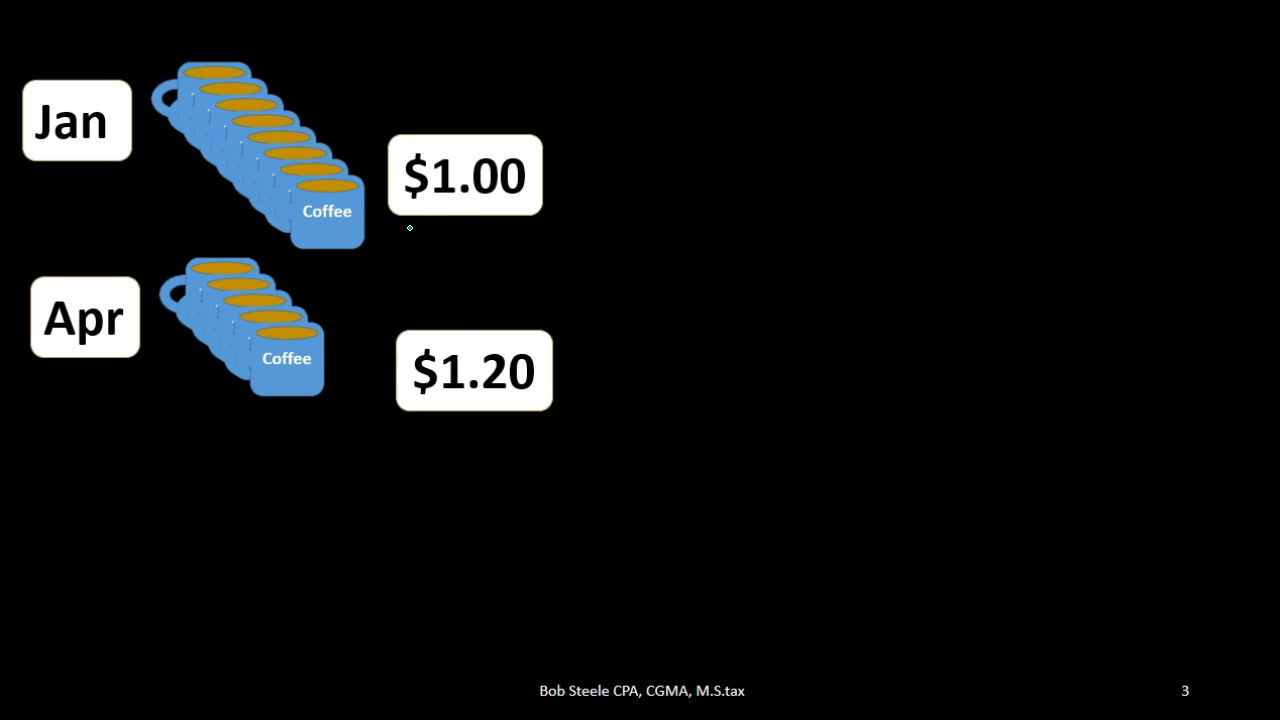 Jan
Coffee
$1.00
Apr
Coffee
$1.20
Bob Steele CPA, CGMA, M.S.tax
3